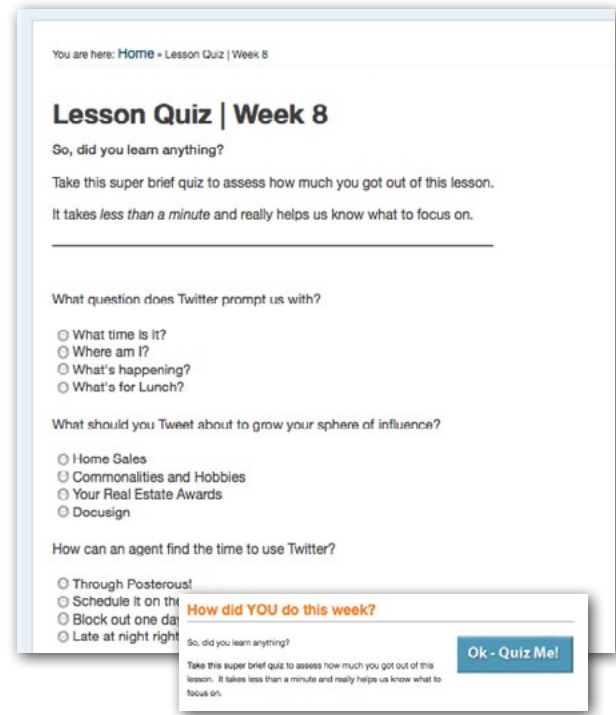 You are here: Home » Lesson Quiz | Week 8
Lesson Quiz | Week 8
So, did you learn anything?
Take this super brief quiz to assess how much you got out of this lesson.
It takes less than a minute and really helps us know what to focus on.
What question does Twitter prompt us with?
What time is it?
Where am I?
What's happening?
What's for Lunch?
What should you Tweet about to grow your sphere of influence?
Home Sales
Commonalities and Hobbies
Your Real Estate Awards
Docusign
How can an agent find the time to use Twitter?
Through Posterous!
Schedule it on the
Block out one day
Late at night right
How did YOU do this week?
So, did you learn anything?
Take this super brief quiz to assess how much you got out of this
lesson. It takes less than a minute and really helps us know what to
focus on.
Ok - Quiz Me!